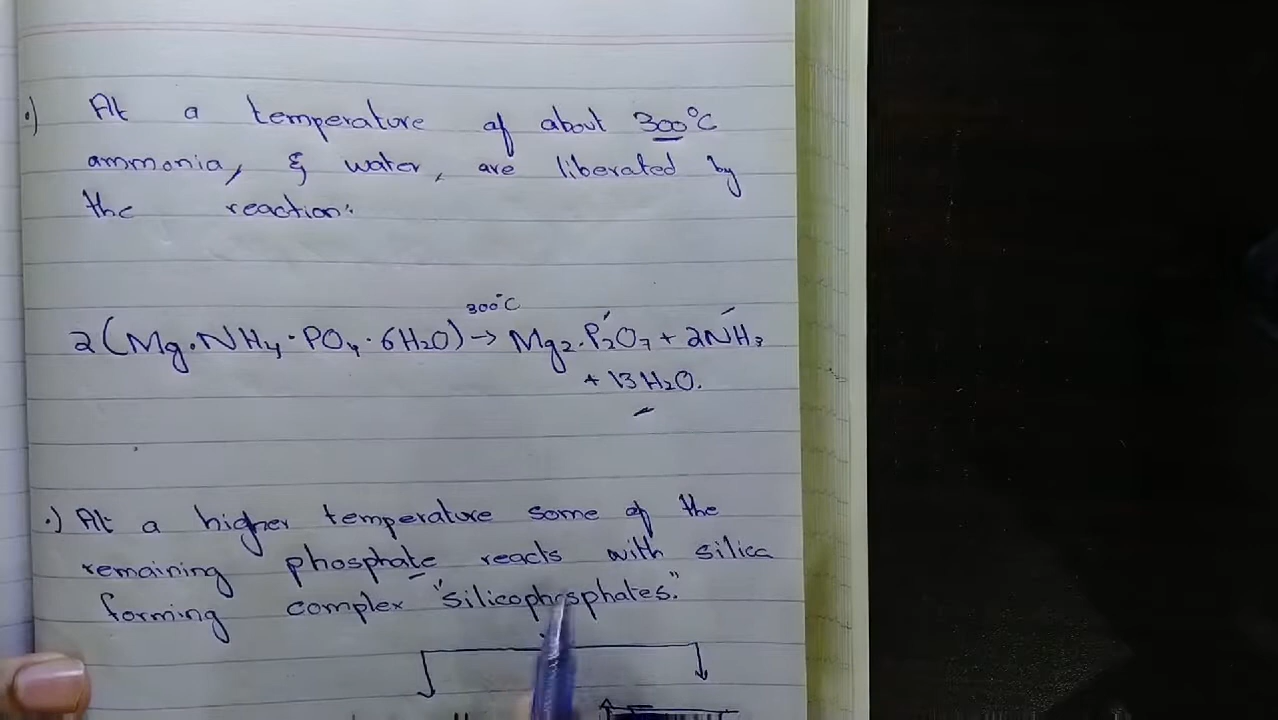 •) At a temperature of about 300°C
ammonia, & water, are liberated by
the reaction:
300°C
2(Mg.NH4.PO4.6H2O) → Mg2.P2O7 + 2NH3
+ 13H2O.
•) At a higher temperature some of the
remaining phosphate reacts with silica
forming complex "silicophosphates."